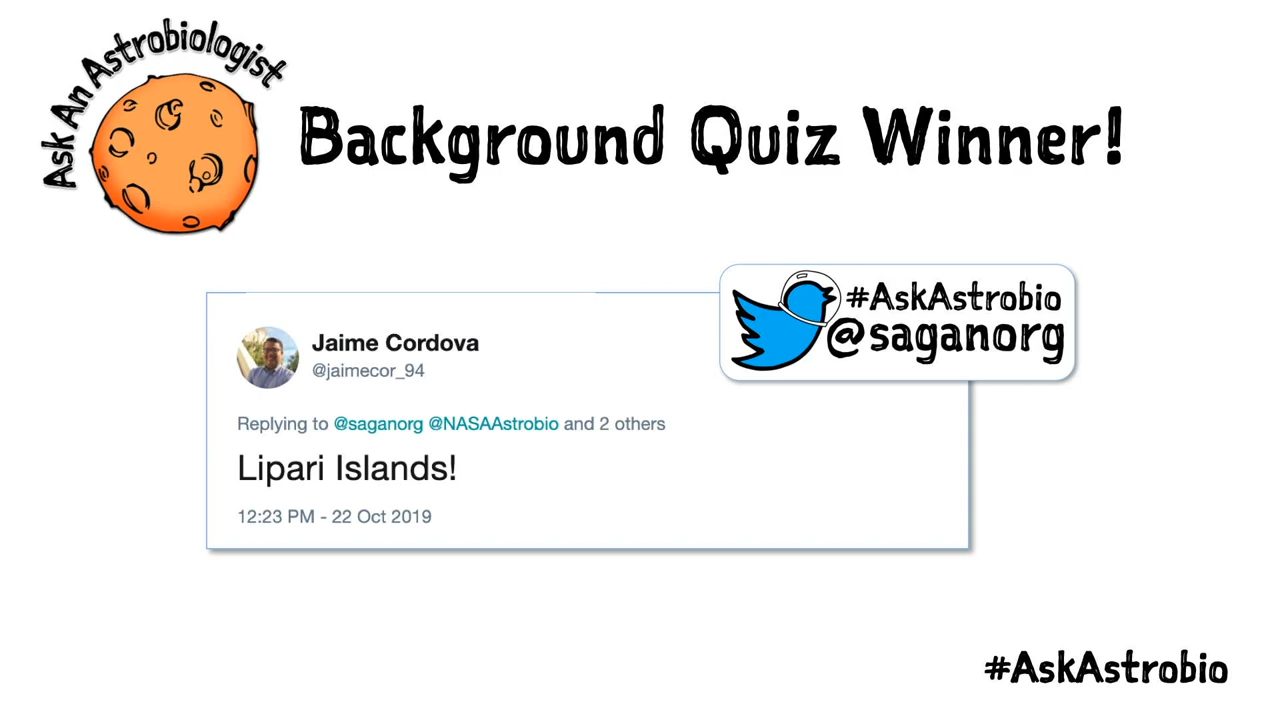 Ask An Astrobiologist
Background Quiz Winner!
#AskAstrobio
@saganorg
Jaime Cordova
@jaimecor_94
Replying to @saganorg @NASAAstrobio and 2 others
Lipari Islands!
12:23 PM - 22 Oct 2019
#AskAstrobio